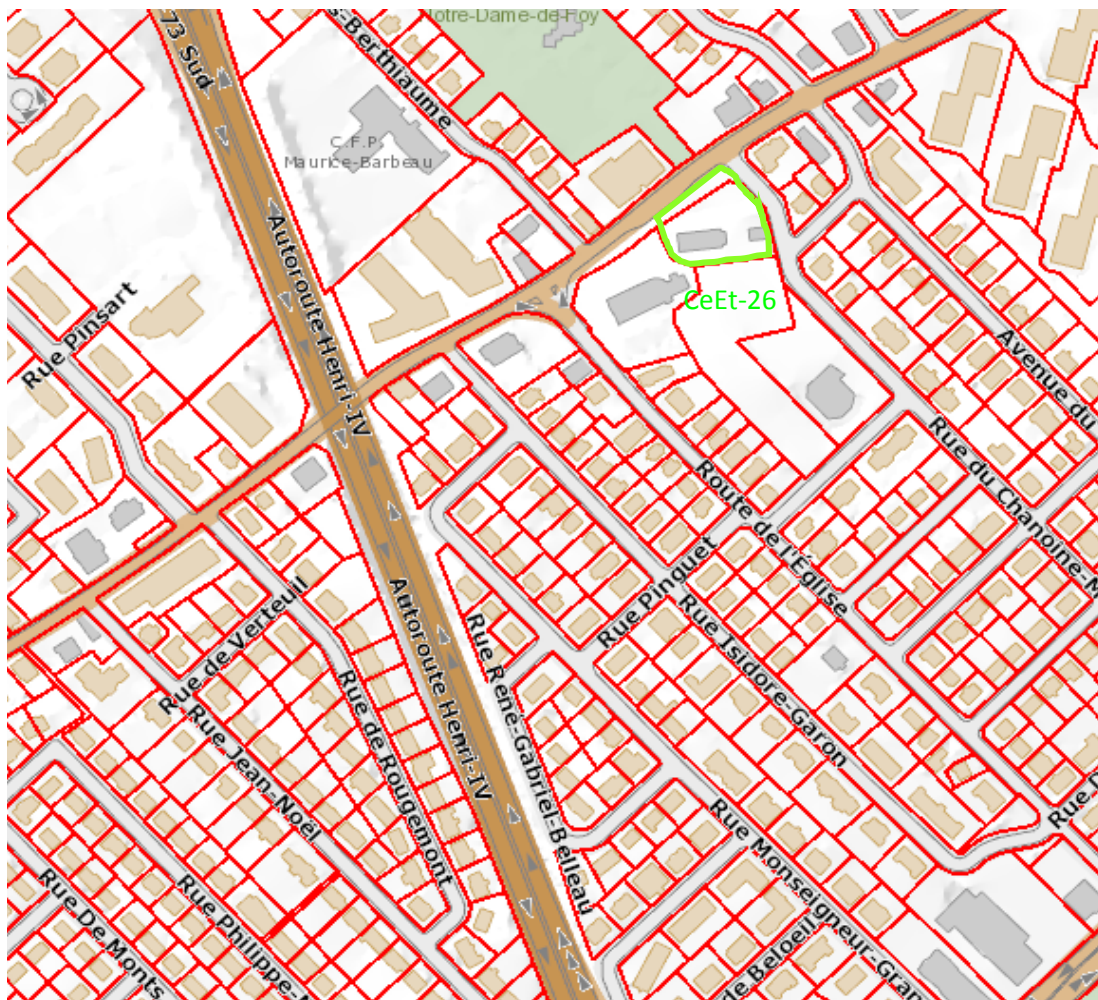 Notre-Dame-de-Foy
73 Sud
s-Berthiaume
C.F.P.
Maurice-Barbeau
Autoroute Henri-IV
CeEt-26
Rue Pinsart
Avenue du
Rue du Chanoine-M
Route de l'Église
Rue Pinguet
Rue Isidore-Garon
Autoroute Henri-IV
Rue René-Gabriel-Belleau
Rue de Verteuil
Rue de Rougemont
Rue Jean-Noël
Rue D
Rue Monseigneur-Gran
Rue De Monts
Rue Philippe-
de Beloeil